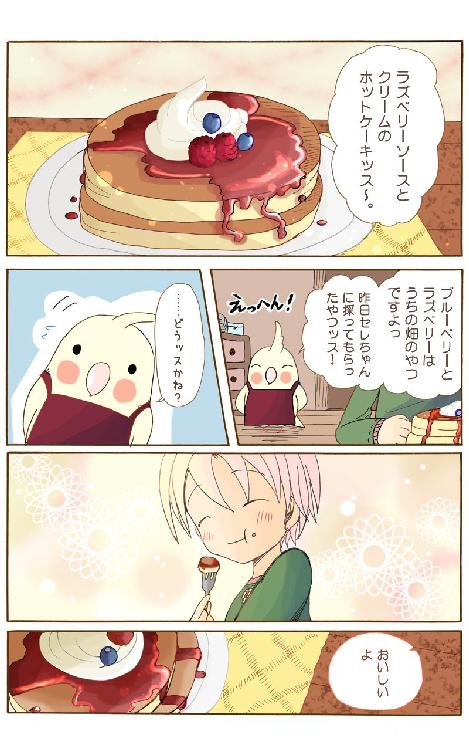 ラズベリーソースと
クリームの
ホットケーキッス〜。
ブルーベリーと
ラズベリーは
うちの畑のやつ
ですよっ
昨日セレちゃん
に採ってもらっ
たやつッス!
えっへん!
……どうッスかね?
おいしい
よ